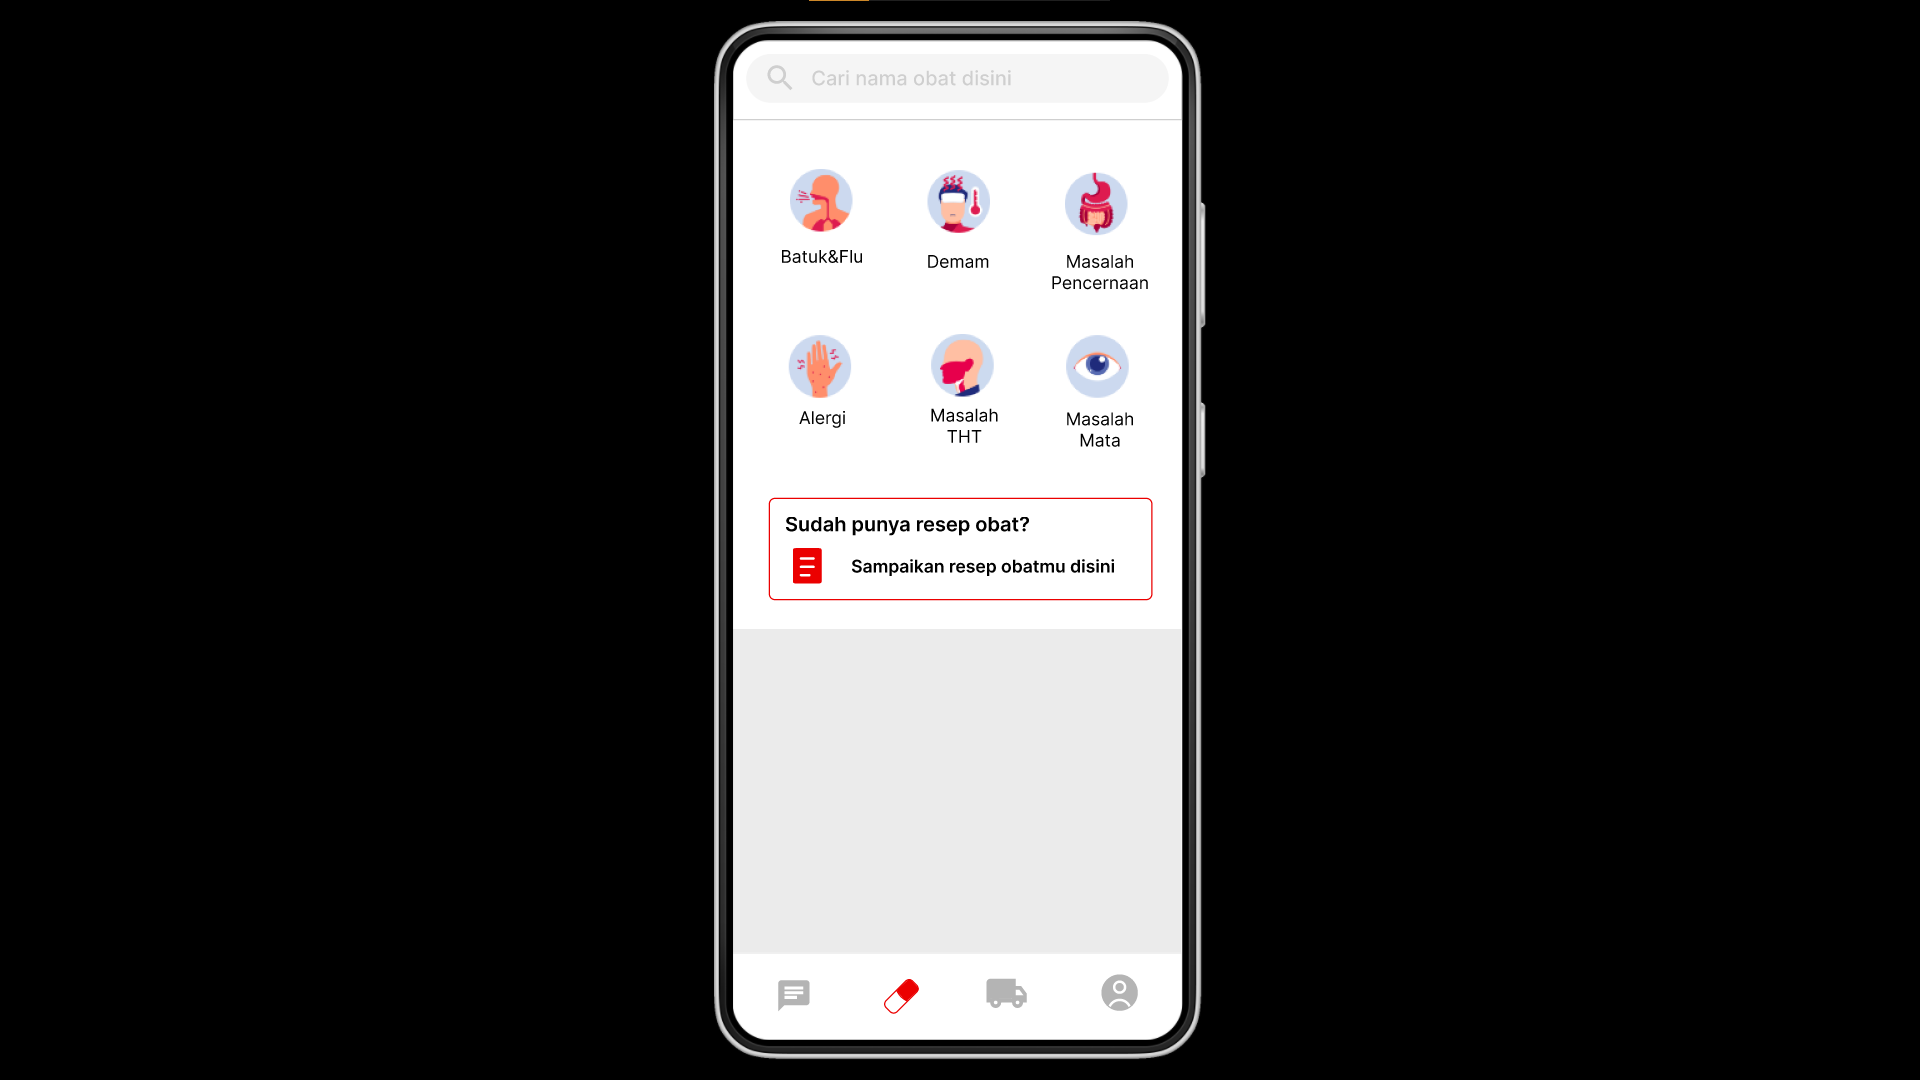 Cari nama obat disini
Batuk&Flu
Demam
Masalah
Pencernaan
Alergi
Masalah
THT
Masalah
Mata
Sudah punya resep obat?
Sampaikan resep obatmu disini